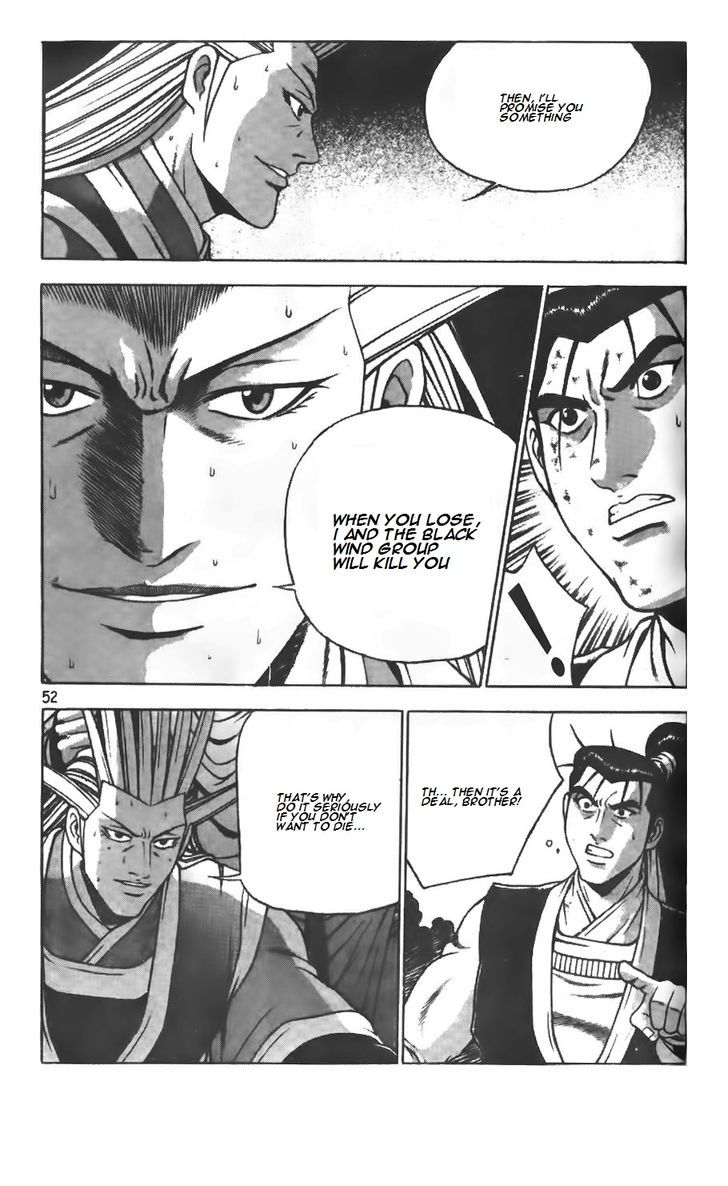 THEN, I'LL
PROMISE YOU
SOMETHING
WHEN YOU LOSE,
I AND THE BLACK
WIND GROUP
WILL KILL YOU
!
52
THAT'S WHY
DO IT SERIOUSLY
IF YOU DON'T
WANT TO DIE...
TH... THEN IT'S A
DEAL, BROTHER!